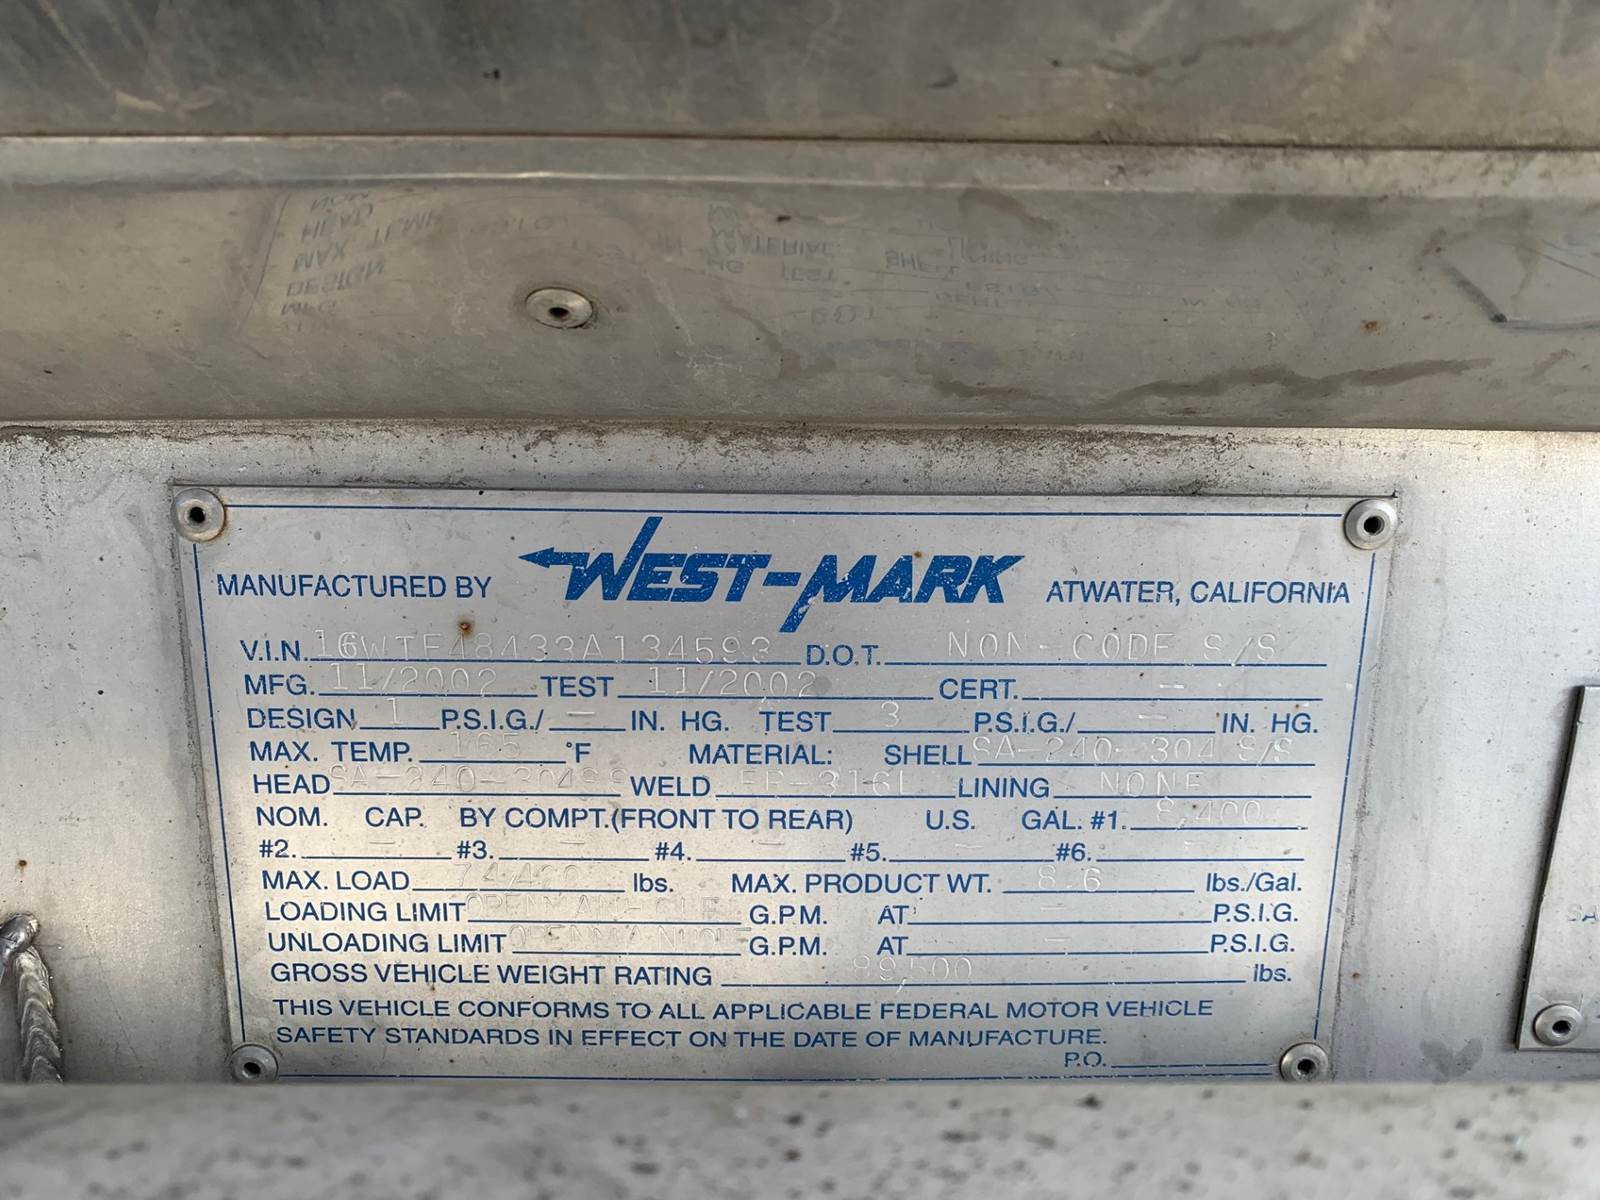 MANUFACTURED BY WEST-MARK ATWATER, CALIFORNIA
V.I.N. 16WTF48433A134593 D.O.T. NON-CODE S/S
MFG. 11/2002 TEST 11/2002 CERT. -
DESIGN 1 P.S.I.G./ - IN. HG. TEST 3 P.S.I.G./ - IN. HG.
MAX. TEMP. 165 °F MATERIAL: SHELL SA-240-304 S/S
HEAD SA-240-304SS WELD ER-316L LINING NONE
NOM. CAP. BY COMPT.(FRONT TO REAR) U.S. GAL. #1. 8,400
#2. - #3. - #4. - #5. - #6. -
MAX. LOAD lbs. MAX. PRODUCT WT. 8.6 lbs./Gal.
LOADING LIMIT G.P.M. AT - P.S.I.G.
UNLOADING LIMIT G.P.M. AT - P.S.I.G.
GROSS VEHICLE WEIGHT RATING 89,500 lbs.
THIS VEHICLE CONFORMS TO ALL APPLICABLE FEDERAL MOTOR VEHICLE
SAFETY STANDARDS IN EFFECT ON THE DATE OF MANUFACTURE.
P.O.